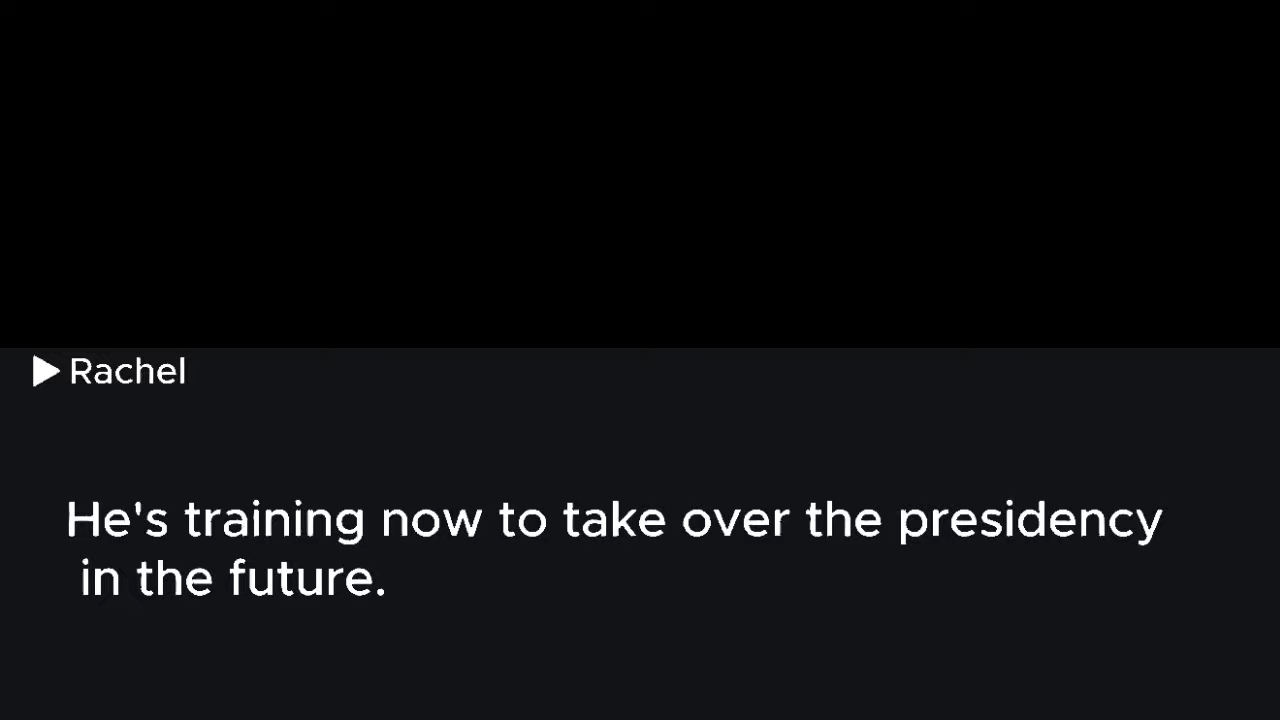 Rachel
He's training now to take over the presidency
in the future.